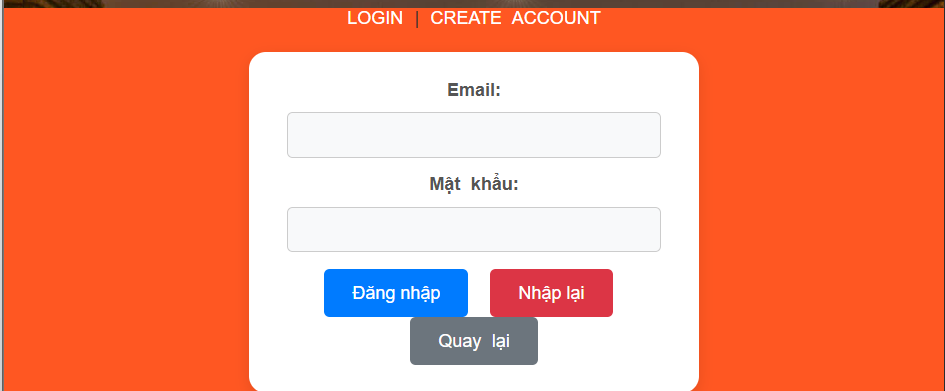 LOGIN | CREATE ACCOUNT
Email:
Mật khẩu:
Đăng nhập Nhập lại
Quay lại